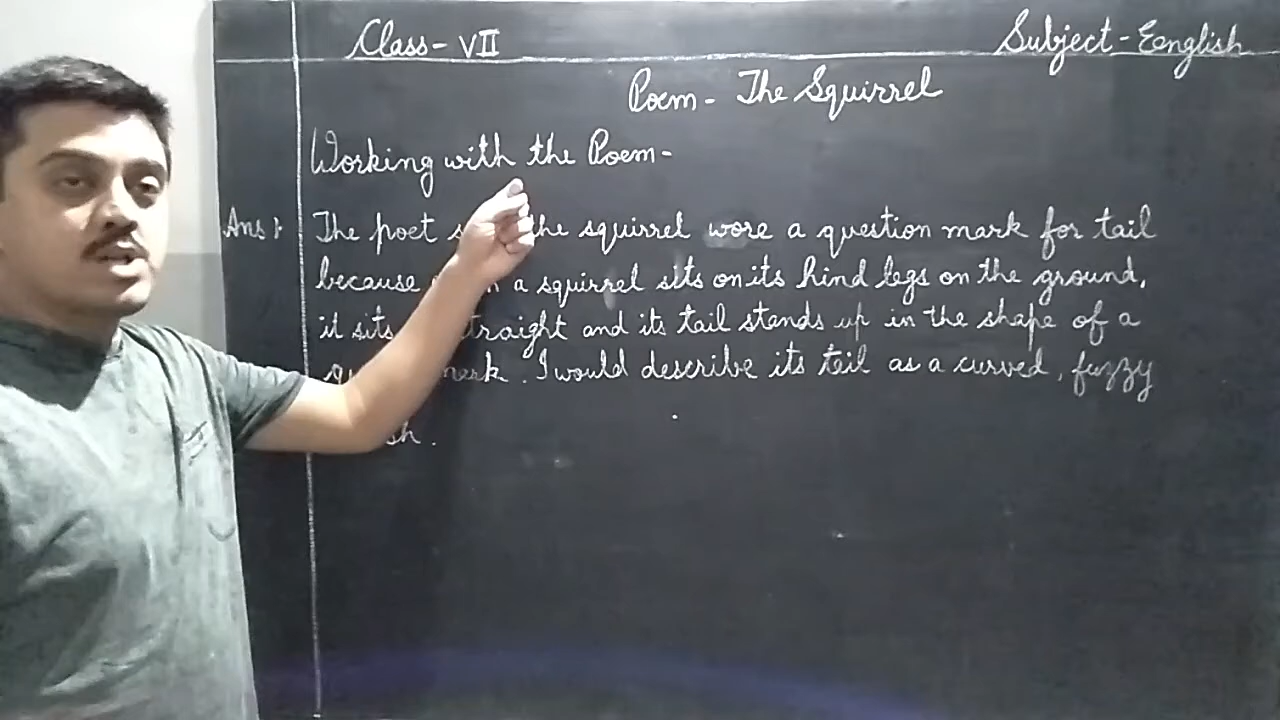 Class - VII
Subject - Eenglish
Poem - The Squirrel
Working with the Poem -
Ans 1: The poet the squirrel wore a question mark for tail
because a squirrel sits on its hind legs on the ground,
it sits straight and its tail stands up in the shape of a
mark. I would describe its teil as a curved, fuzzy